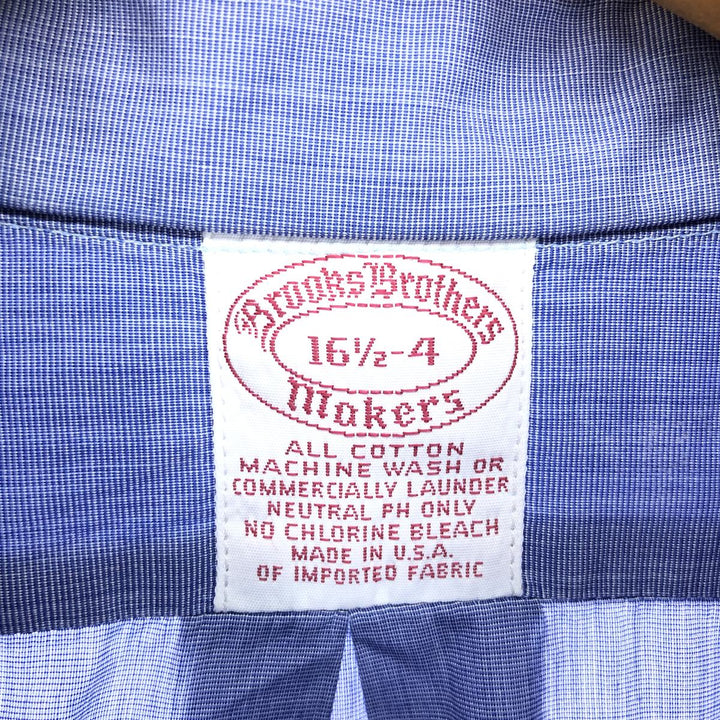 Brooks Brothers
16½-4
Makers
ALL COTTON
MACHINE WASH OR
COMMERCIALLY LAUNDER
NEUTRAL PH ONLY
NO CHLORINE BLEACH
MADE IN U.S.A.
OF IMPORTED FABRIC